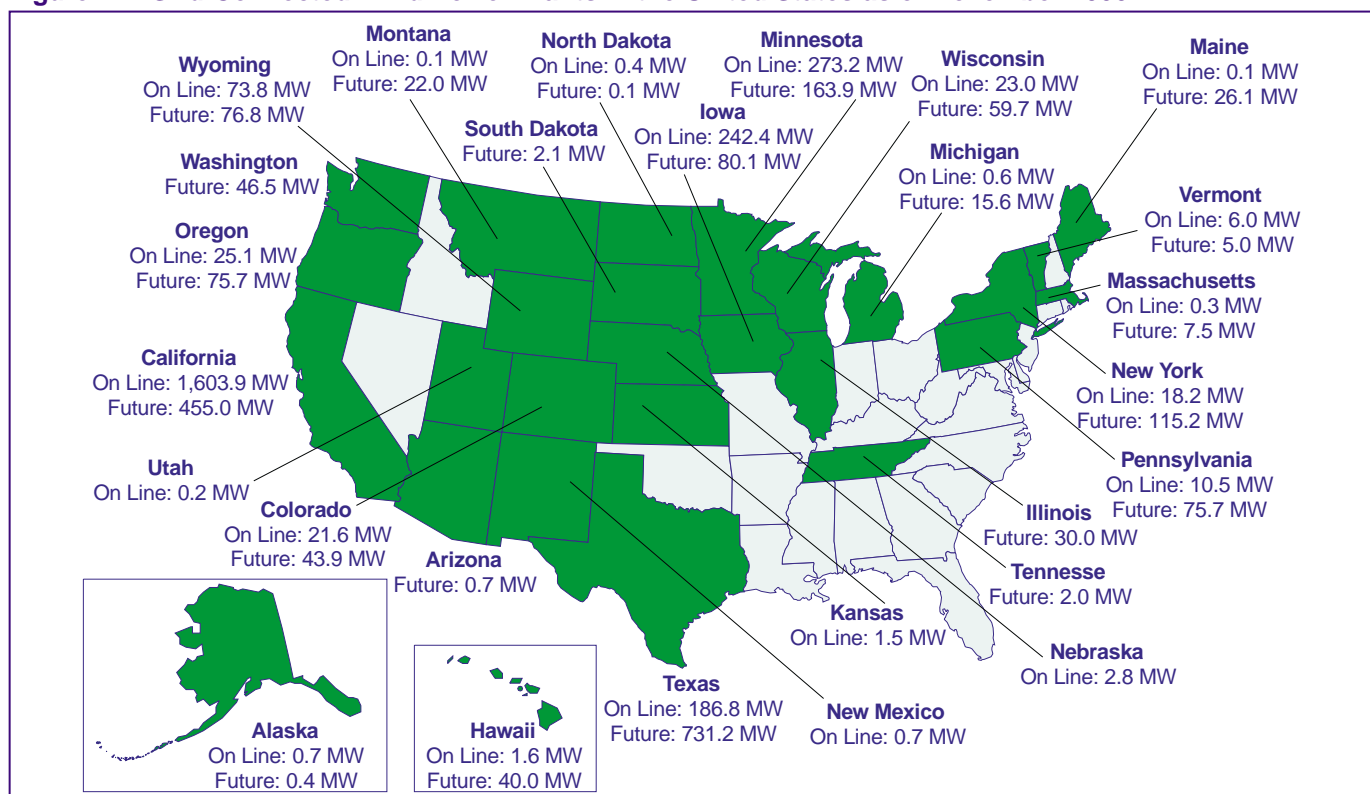 Montana
On Line: 0.1 MW
Future: 22.0 MW
North Dakota
On Line: 0.4 MW
Future: 0.1 MW
Minnesota
On Line: 273.2 MW
Future: 163.9 MW
Wisconsin
On Line: 23.0 MW
Future: 59.7 MW
Maine
On Line: 0.1 MW
Future: 26.1 MW
Wyoming
On Line: 73.8 MW
Future: 76.8 MW
South Dakota
Future: 2.1 MW
Iowa
On Line: 242.4 MW
Future: 80.1 MW
Michigan
On Line: 0.6 MW
Future: 15.6 MW
Washington
Future: 46.5 MW
Vermont
On Line: 6.0 MW
Future: 5.0 MW
Oregon
On Line: 25.1 MW
Future: 75.7 MW
Massachusetts
On Line: 0.3 MW
Future: 7.5 MW
California
On Line: 1,603.9 MW
Future: 455.0 MW
New York
On Line: 18.2 MW
Future: 115.2 MW
Utah
On Line: 0.2 MW
Pennsylvania
On Line: 10.5 MW
Future: 75.7 MW
Colorado
On Line: 21.6 MW
Future: 43.9 MW
Illinois
Future: 30.0 MW
Arizona
Future: 0.7 MW
Tennesse
Future: 2.0 MW
Kansas
On Line: 1.5 MW
Nebraska
On Line: 2.8 MW
Texas
On Line: 186.8 MW
Future: 731.2 MW
New Mexico
On Line: 0.7 MW
Alaska
On Line: 0.7 MW
Future: 0.4 MW
Hawaii
On Line: 1.6 MW
Future: 40.0 MW